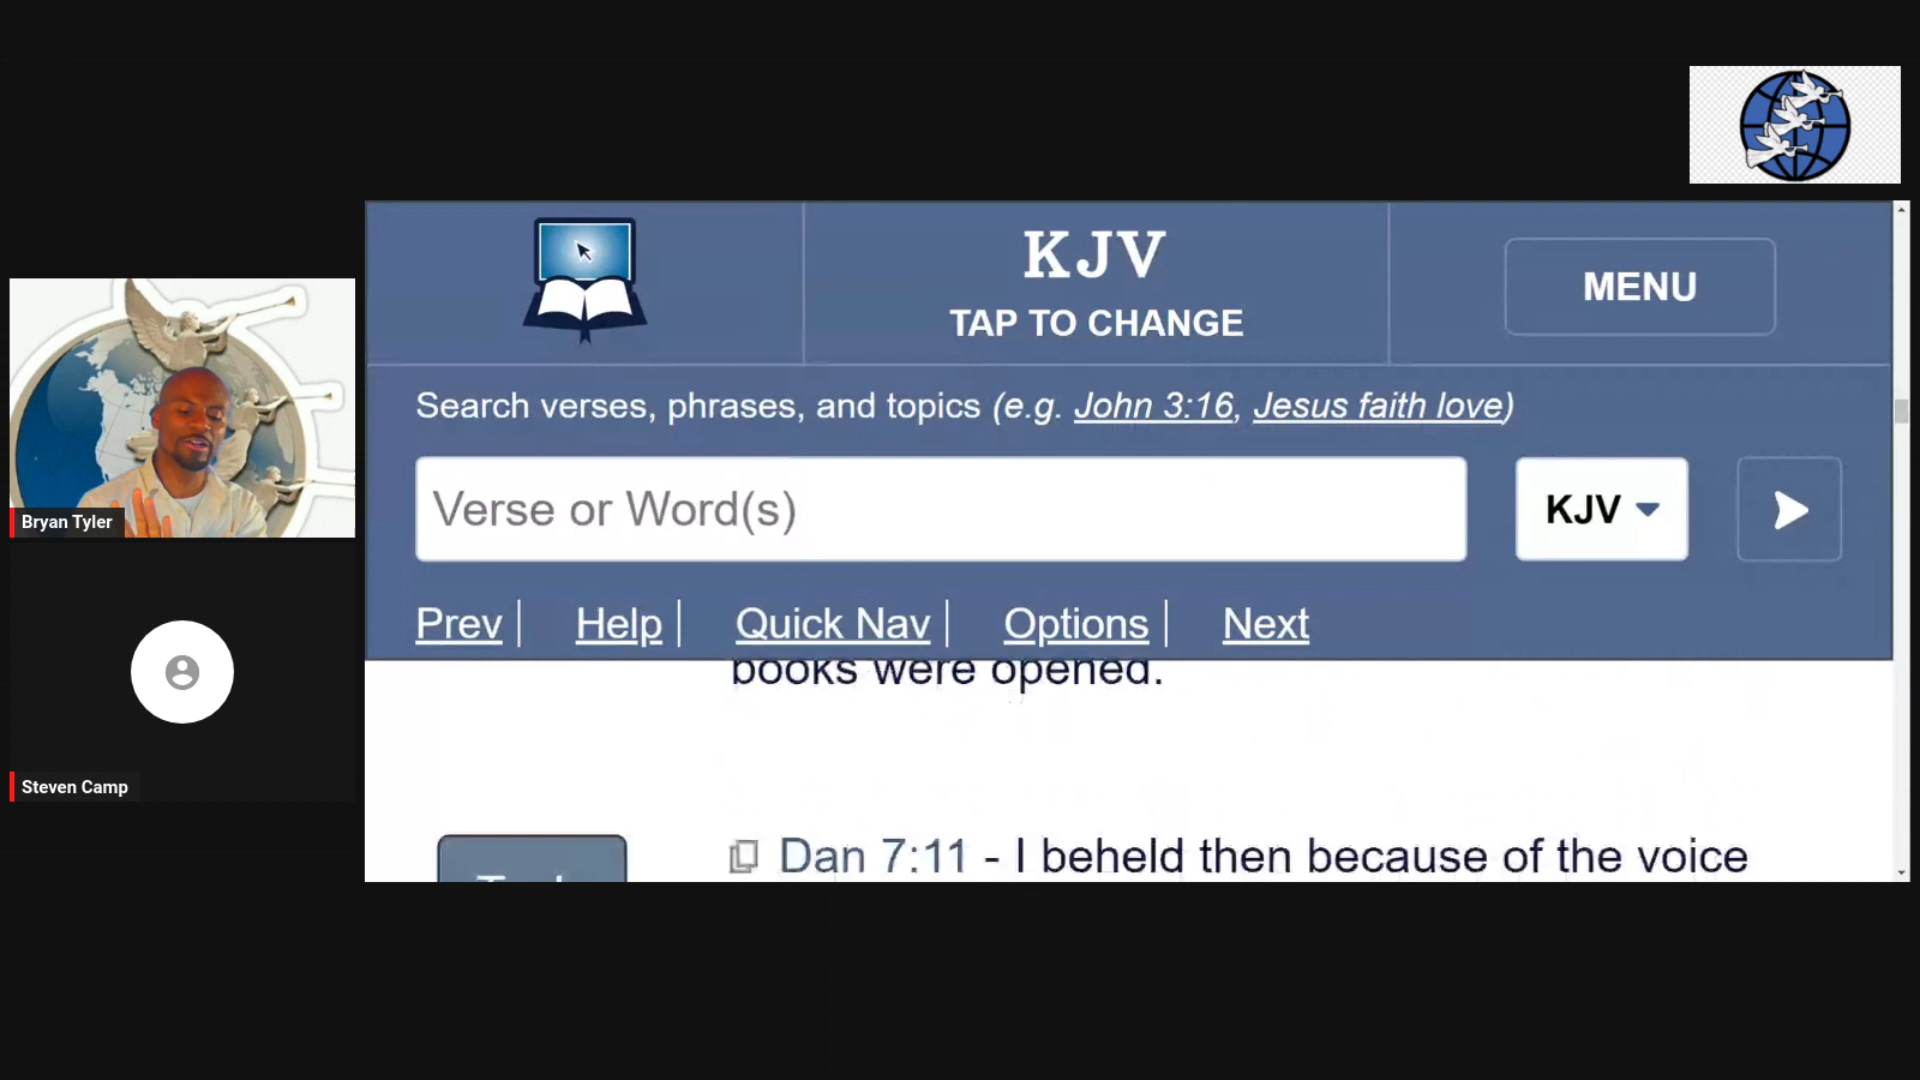 KJV
TAP TO CHANGE
MENU
Search verses, phrases, and topics (e.g. John 3:16, Jesus faith love)
Verse or Word(s)
KJV
Prev
Help
Quick Nav
Options
Next
books were opened.
Dan 7:11 - I beheld then because of the voice
Bryan Tyler
Steven Camp